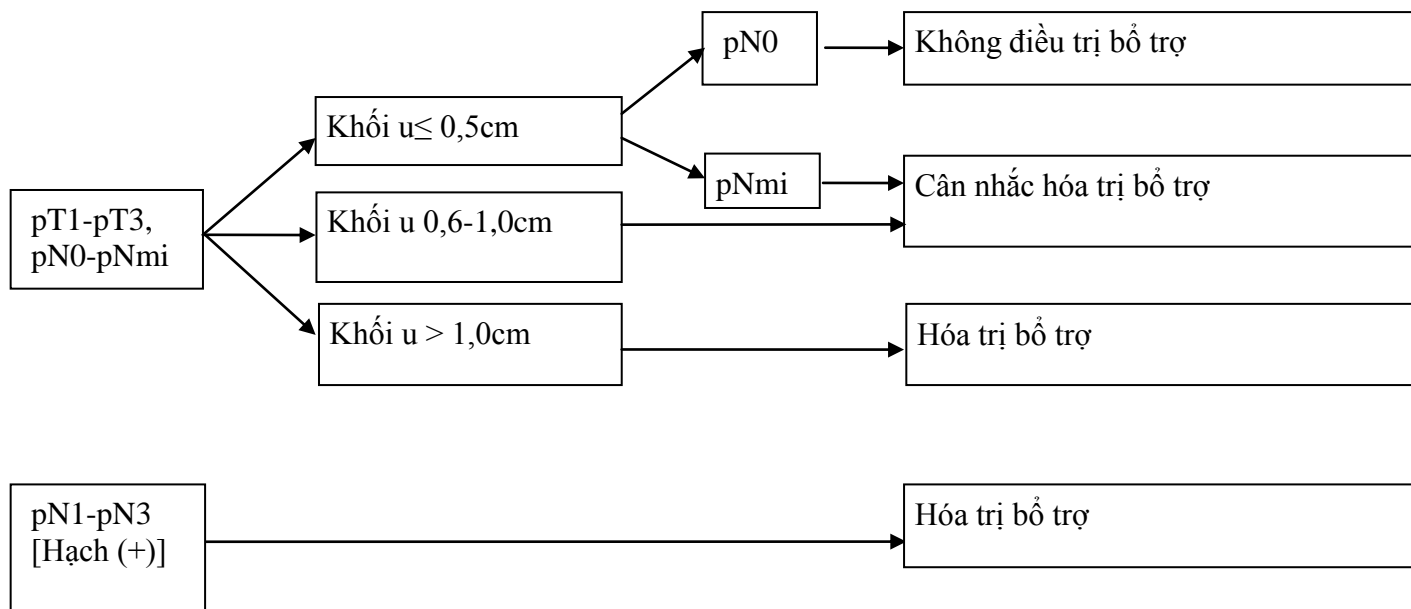 pN0
Không điều trị bổ trợ
Khối u≤ 0,5cm
pNmi
Cân nhắc hóa trị bổ trợ
pT1-pT3,
pN0-pNmi
Khối u 0,6-1,0cm
Khối u > 1,0cm
Hóa trị bổ trợ
pN1-pN3
[Hạch (+)]
Hóa trị bổ trợ